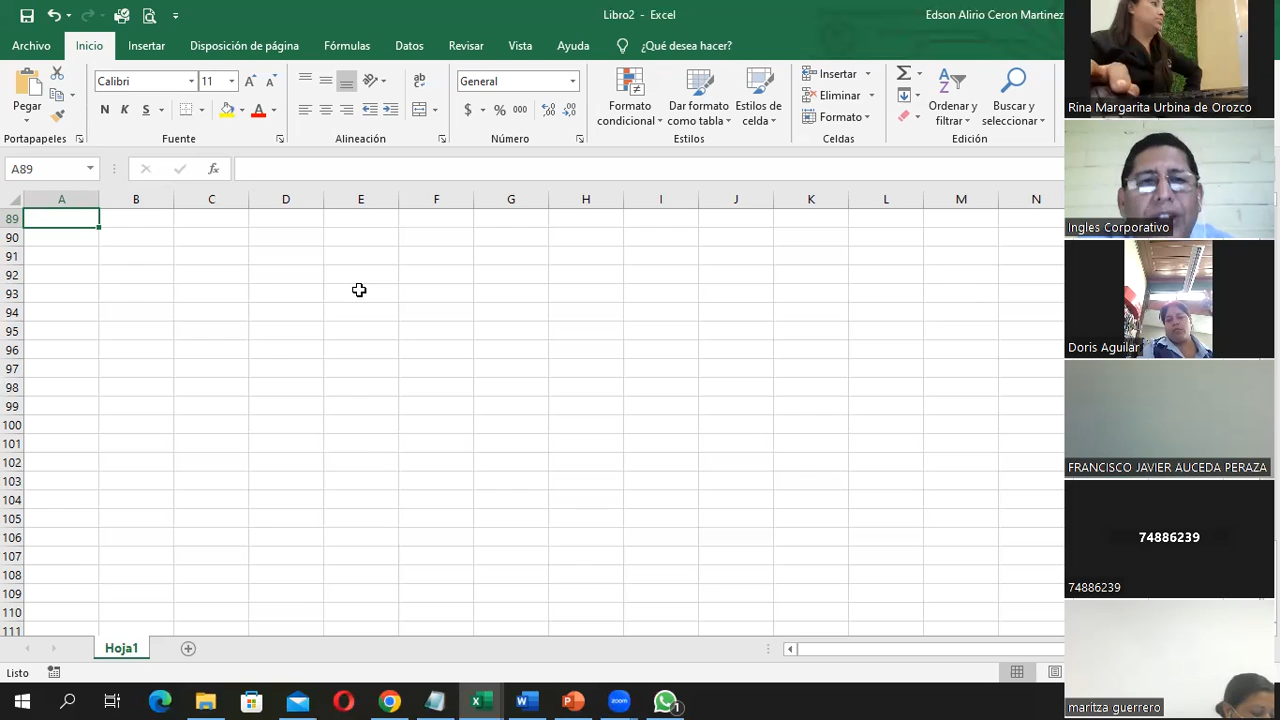 Libro2 - Excel
Edson Alirio Ceron Martinez
Archivo Inicio Insertar Disposición de página Fórmulas Datos Revisar Vista Ayuda ¿Qué desea hacer?
Pegar
Calibri 11
General
N K S
ab
$ % 000
Formato condicional
Dar formato como tabla
Estilos de celda
Insertar
Eliminar
Formato
Ordenar y filtrar
Buscar y seleccionar
Portapapeles Fuente Alineación Número Estilos Celdas Edición
A89 fx
A B C D E F G H I J K L M N
89
90
91
92
93
94
95
96
97
98
99
100
101
102
103
104
105
106
107
108
109
110
111
Hoja1
Listo
1
Rina Margarita Urbina de Orozco
Ingles Corporativo
Doris Aguilar
FRANCISCO JAVIER AUCEDA PERAZA
74886239
74886239
maritza guerrero